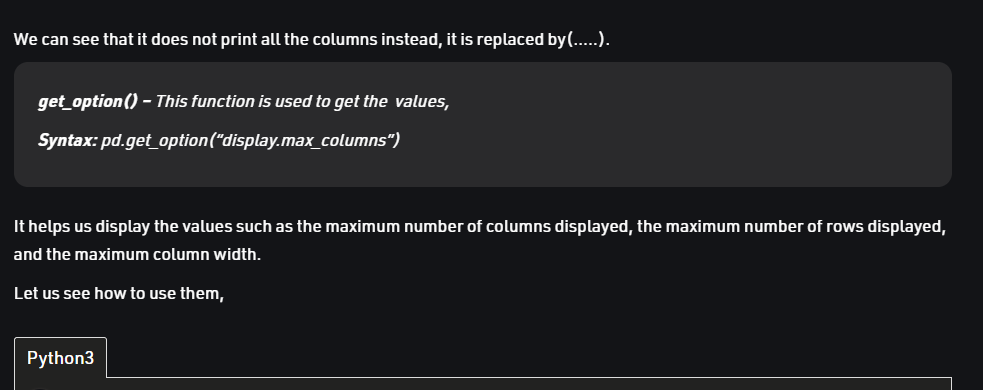 We can see that it does not print all the columns instead, it is replaced by(.....).
get_option() – This function is used to get the  values,
Syntax: pd.get_option(“display.max_columns”)
It helps us display the values such as the maximum number of columns displayed, the maximum number of rows displayed,
and the maximum column width.
Let us see how to use them,
Python3